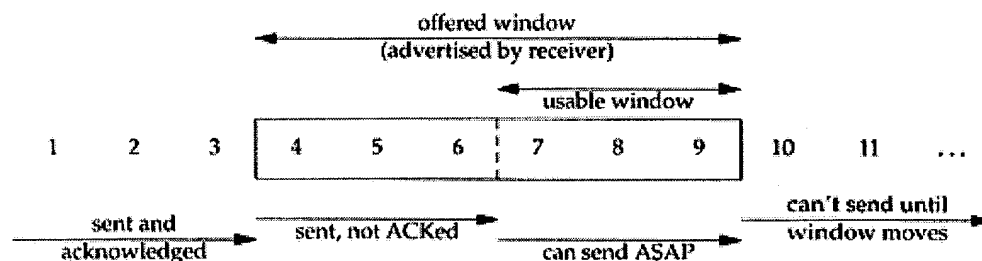 offered window
(advertised by receiver)
usable window
1 2 3 4 5 6 7 8 9 10 11 ...
sent and
acknowledged
sent, not ACKed
can send ASAP
can't send until
window moves